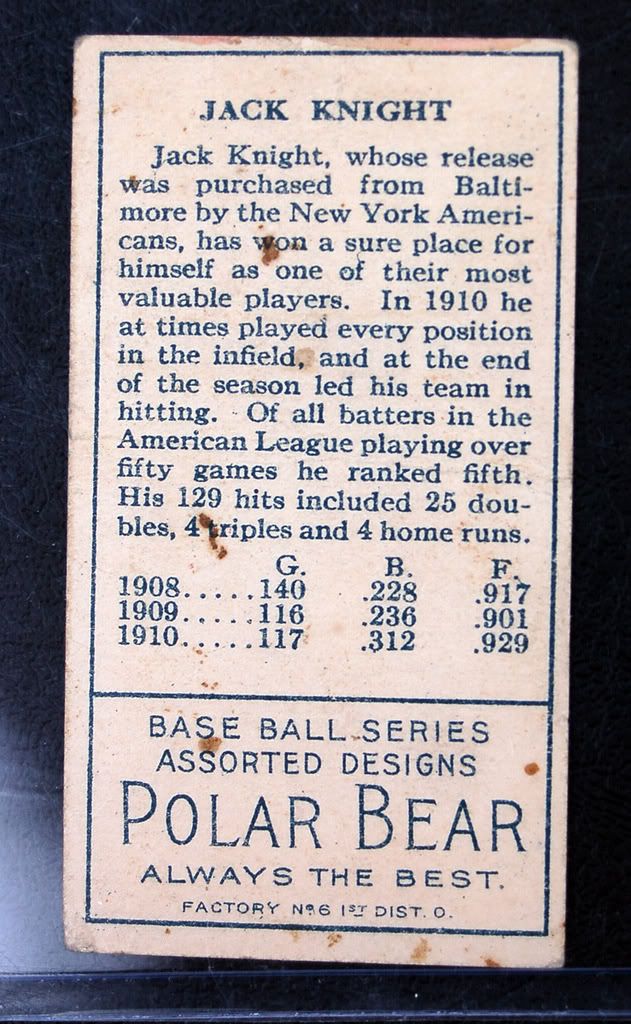 JACK KNIGHT
Jack Knight, whose release
was purchased from Balti-
more by the New York Ameri-
cans, has won a sure place for
himself as one of their most
valuable players. In 1910 he
at times played every position
in the infield, and at the end
of the season led his team in
hitting. Of all batters in the
American League playing over
fifty games he ranked fifth.
His 129 hits included 25 dou-
bles, 4 triples and 4 home runs.
G. B. F.
1908.....140 .228 .917
1909.....116 .236 .901
1910.....117 .312 .929
BASE BALL SERIES
ASSORTED DESIGNS
POLAR BEAR
ALWAYS THE BEST.
FACTORY No. 6 1ST DIST. O.